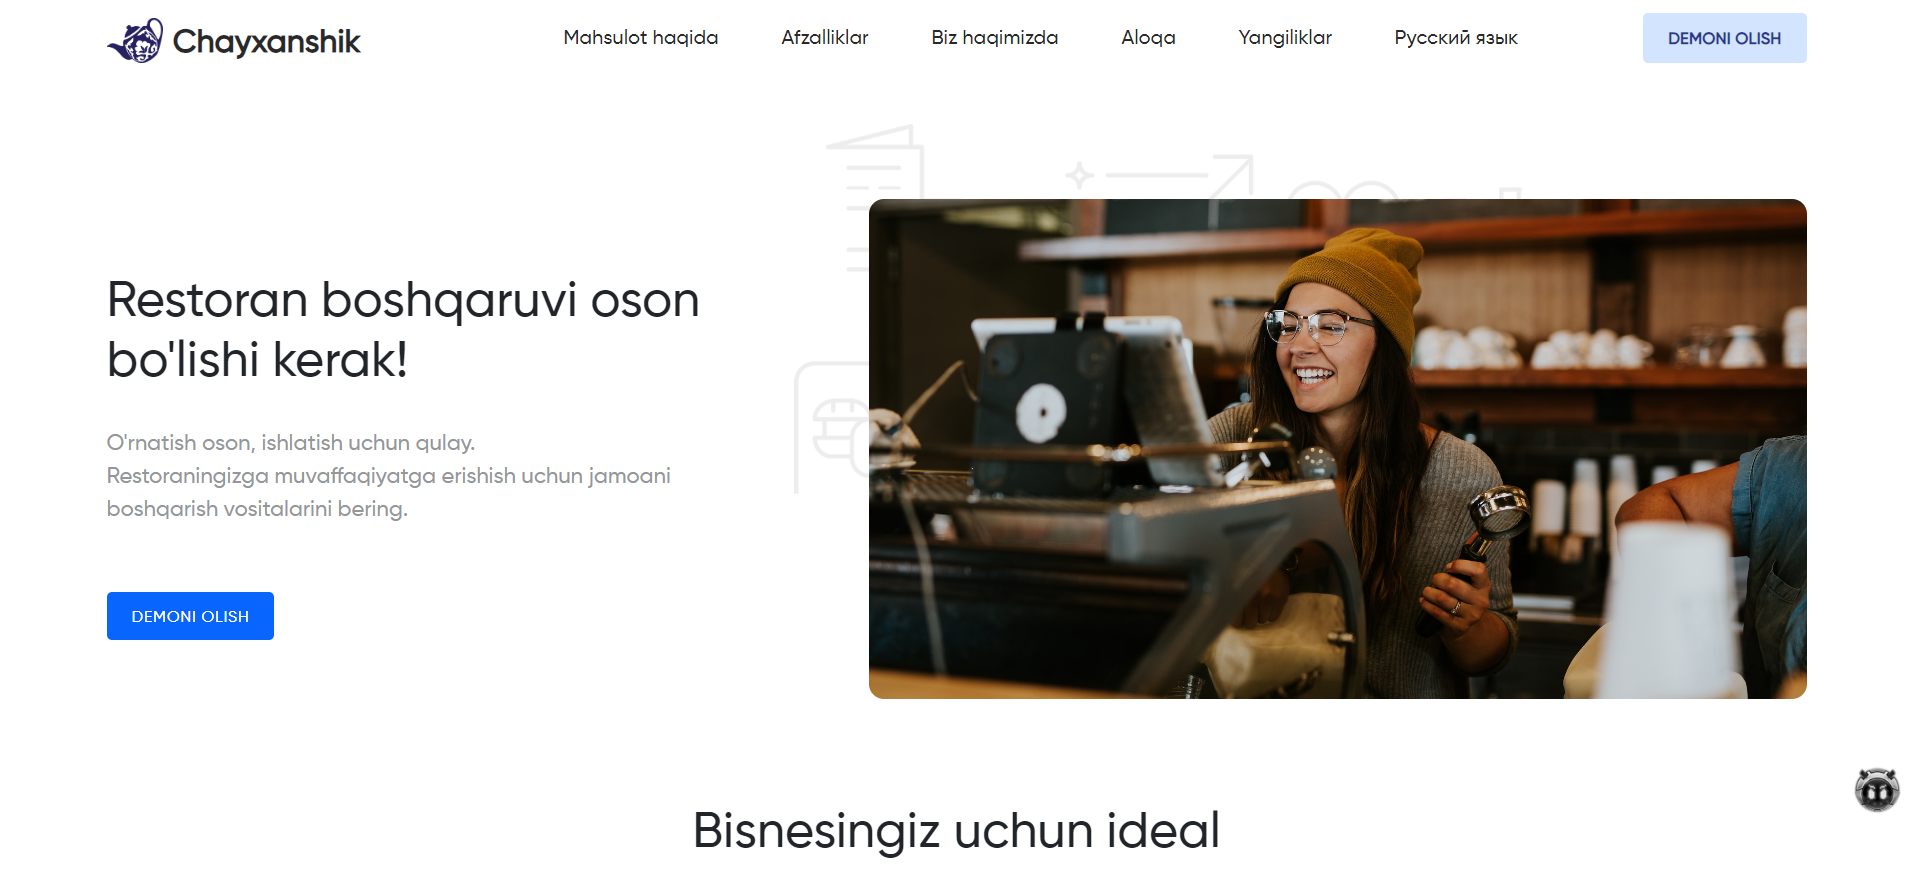 Chayxanshik
Mahsulot haqida
Afzalliklar
Biz haqimizda
Aloqa
Yangiliklar
Русский язык
DEMONI OLISH
Restoran boshqaruvi oson
bo'lishi kerak!
O'rnatish oson, ishlatish uchun qulay.
Restoraningizga muvaffaqiyatga erishish uchun jamoani
boshqarish vositalarini bering.
DEMONI OLISH
Bisnesingiz uchun ideal